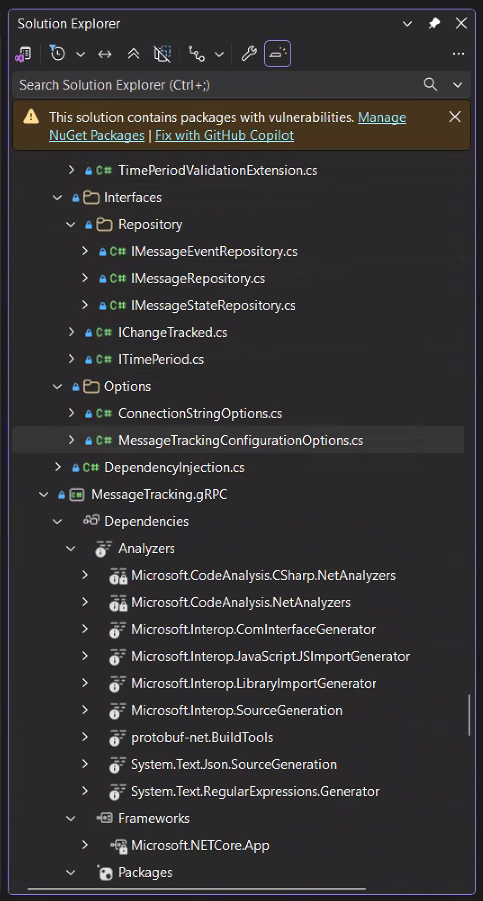 Solution Explorer
Search Solution Explorer (Ctrl+;)
This solution contains packages with vulnerabilities. Manage
NuGet Packages | Fix with GitHub Copilot
C# TimePeriodValidationExtension.cs
Interfaces
Repository
C# IMessageEventRepository.cs
C# IMessageRepository.cs
C# IMessageStateRepository.cs
C# IChangeTracked.cs
C# ITimePeriod.cs
Options
C# ConnectionStringOptions.cs
C# MessageTrackingConfigurationOptions.cs
C# DependencyInjection.cs
C# MessageTracking.gRPC
Dependencies
Analyzers
Microsoft.CodeAnalysis.CSharp.NetAnalyzers
Microsoft.CodeAnalysis.NetAnalyzers
Microsoft.Interop.ComInterfaceGenerator
Microsoft.Interop.JavaScript.JSImportGenerator
Microsoft.Interop.LibraryImportGenerator
Microsoft.Interop.SourceGeneration
protobuf-net.BuildTools
System.Text.Json.SourceGeneration
System.Text.RegularExpressions.Generator
Frameworks
Microsoft.NETCore.App
Packages